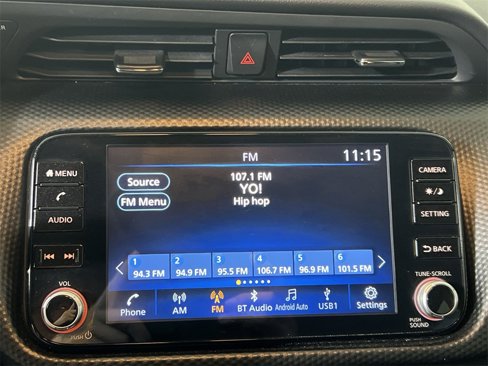 FM
11:15
MENU
CAMERA
107.1 FM
Source
YO!
FM Menu
Hip hop
SETTING
AUDIO
BACK
1 2 3 4 5 6
94.3 FM 94.9 FM 95.5 FM 106.7 FM 96.9 FM 101.5 FM
VOL
TUNE-SCROLL
Phone AM FM BT Audio Android Auto USB1 Settings
PUSH
PUSH SOUND